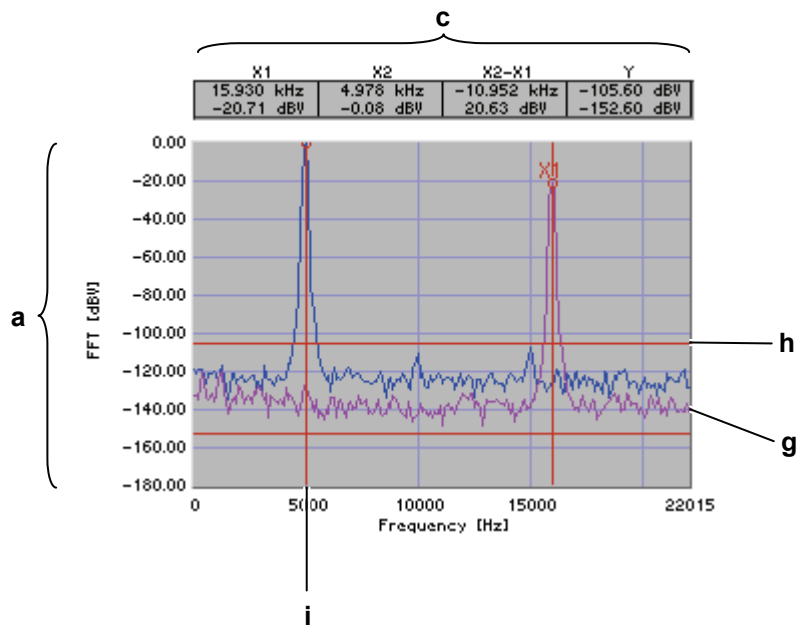 c
X1 X2 X2-X1 Y
15.930 kHz 4.978 kHz -10.952 kHz -105.60 dBV
-20.71 dBV -0.08 dBV 20.63 dBV -152.60 dBV
0.00
-20.00
X1
-40.00
-60.00
-80.00
a
FFT [dBV]
-100.00
h
-120.00
-140.00
g
-160.00
-180.00
0 5000 10000 15000 22015
Frequency [Hz]
i